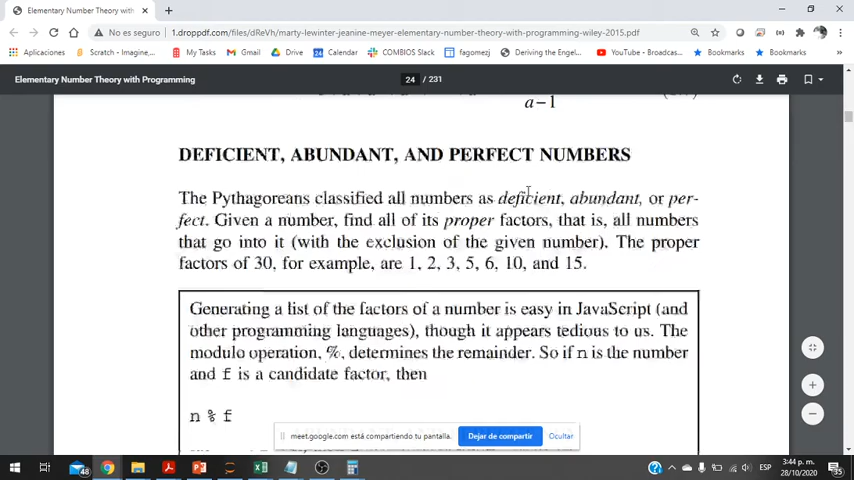 Elementary Number Theory with
No es seguro
1.droppdf.com/files/dReVh/marty-lewinter-jeanine-meyer-elementary-number-theory-with-programming-wiley-2015.pdf
Aplicaciones
Scratch - Imagine,...
My Tasks
Gmail
Drive
Calendar
COMBIOS Slack
fagomezj
Deriving the Engel...
YouTube - Broadcas...
Bookmarks
Bookmarks
Elementary Number Theory with Programming
24 / 231
a−1
DEFICIENT, ABUNDANT, AND PERFECT NUMBERS
The Pythagoreans classified all numbers as deficient, abundant, or per-
fect. Given a number, find all of its proper factors, that is, all numbers
that go into it (with the exclusion of the given number). The proper
factors of 30, for example, are 1, 2, 3, 5, 6, 10, and 15.
Generating a list of the factors of a number is easy in JavaScript (and
other programming languages), though it appears tedious to us. The
modulo operation, %, determines the remainder. So if n is the number
and f is a candidate factor, then
n % f
meet.google.com está compartiendo tu pantalla.
Dejar de compartir
Ocultar
48
ESP
3:44 p. m.
28/10/2020
35